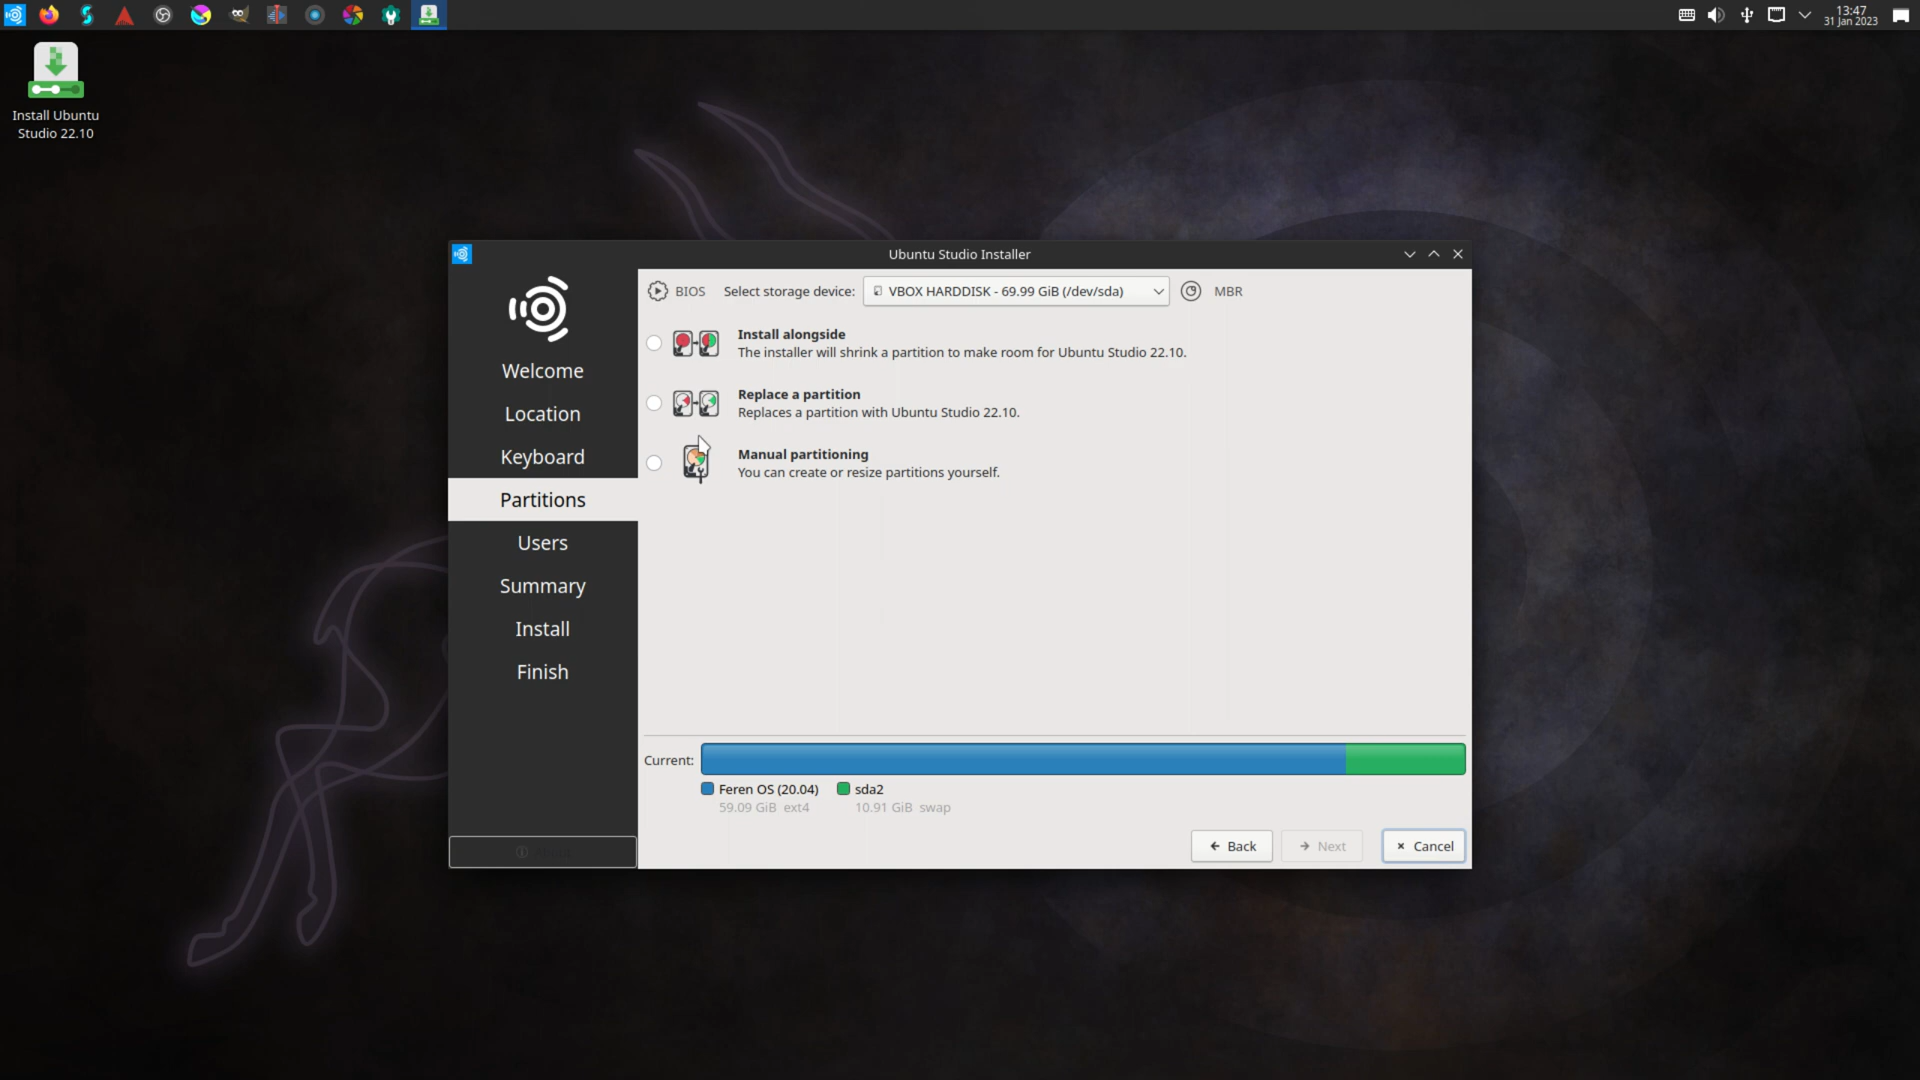 13:47
31 Jan 2023
Install Ubuntu
Studio 22.10
Ubuntu Studio Installer
BIOS
Select storage device:
VBOX HARDDISK - 69.99 GiB (/dev/sda)
MBR
Welcome
Location
Keyboard
Partitions
Users
Summary
Install
Finish
Install alongside
The installer will shrink a partition to make room for Ubuntu Studio 22.10.
Replace a partition
Replaces a partition with Ubuntu Studio 22.10.
Manual partitioning
You can create or resize partitions yourself.
Current:
Feren OS (20.04)
59.09 GiB ext4
sda2
10.91 GiB swap
Back
Next
Cancel